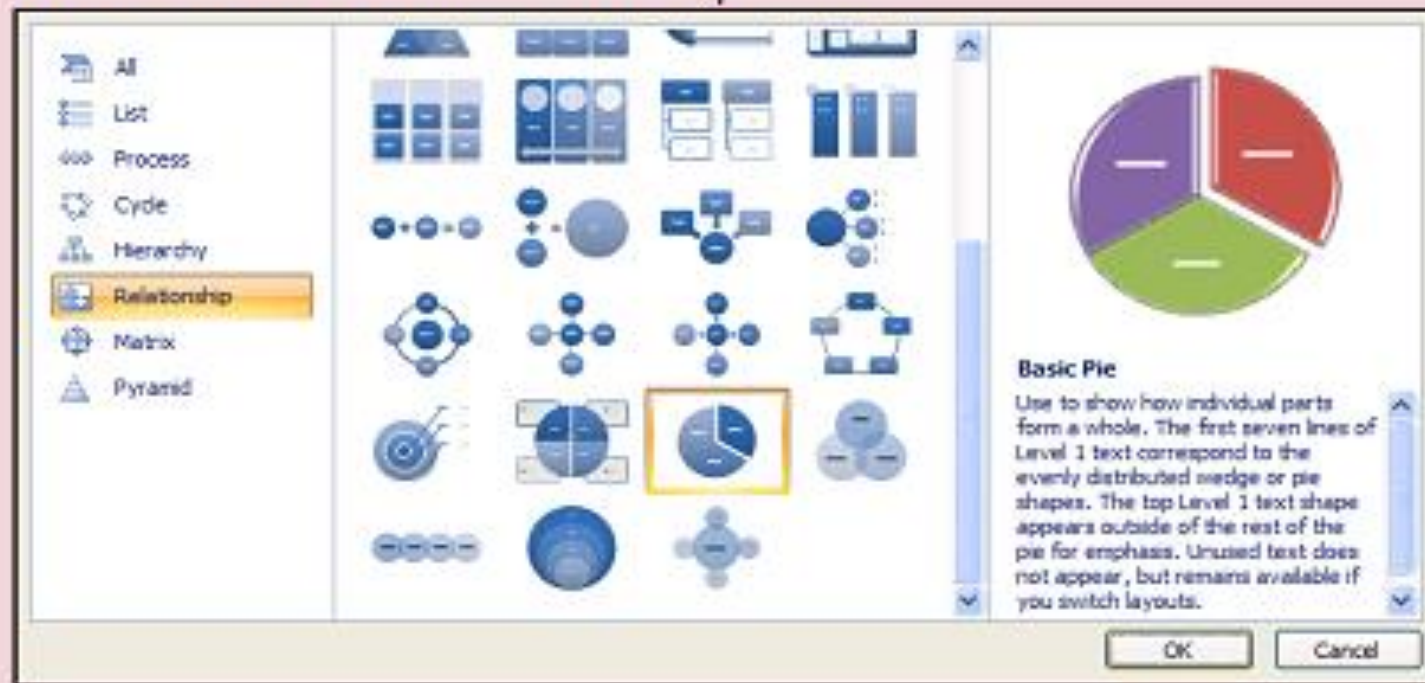 All
List
Process
Cycle
Hierarchy
Relationship
Matrix
Pyramid
Basic Pie
Use to show how individual parts
form a whole. The first seven lines of
Level 1 text correspond to the
evenly distributed wedge or pie
shapes. The top Level 1 text shape
appears outside of the rest of the
pie for emphasis. Unused text does
not appear, but remains available if
you switch layouts.
OK
Cancel